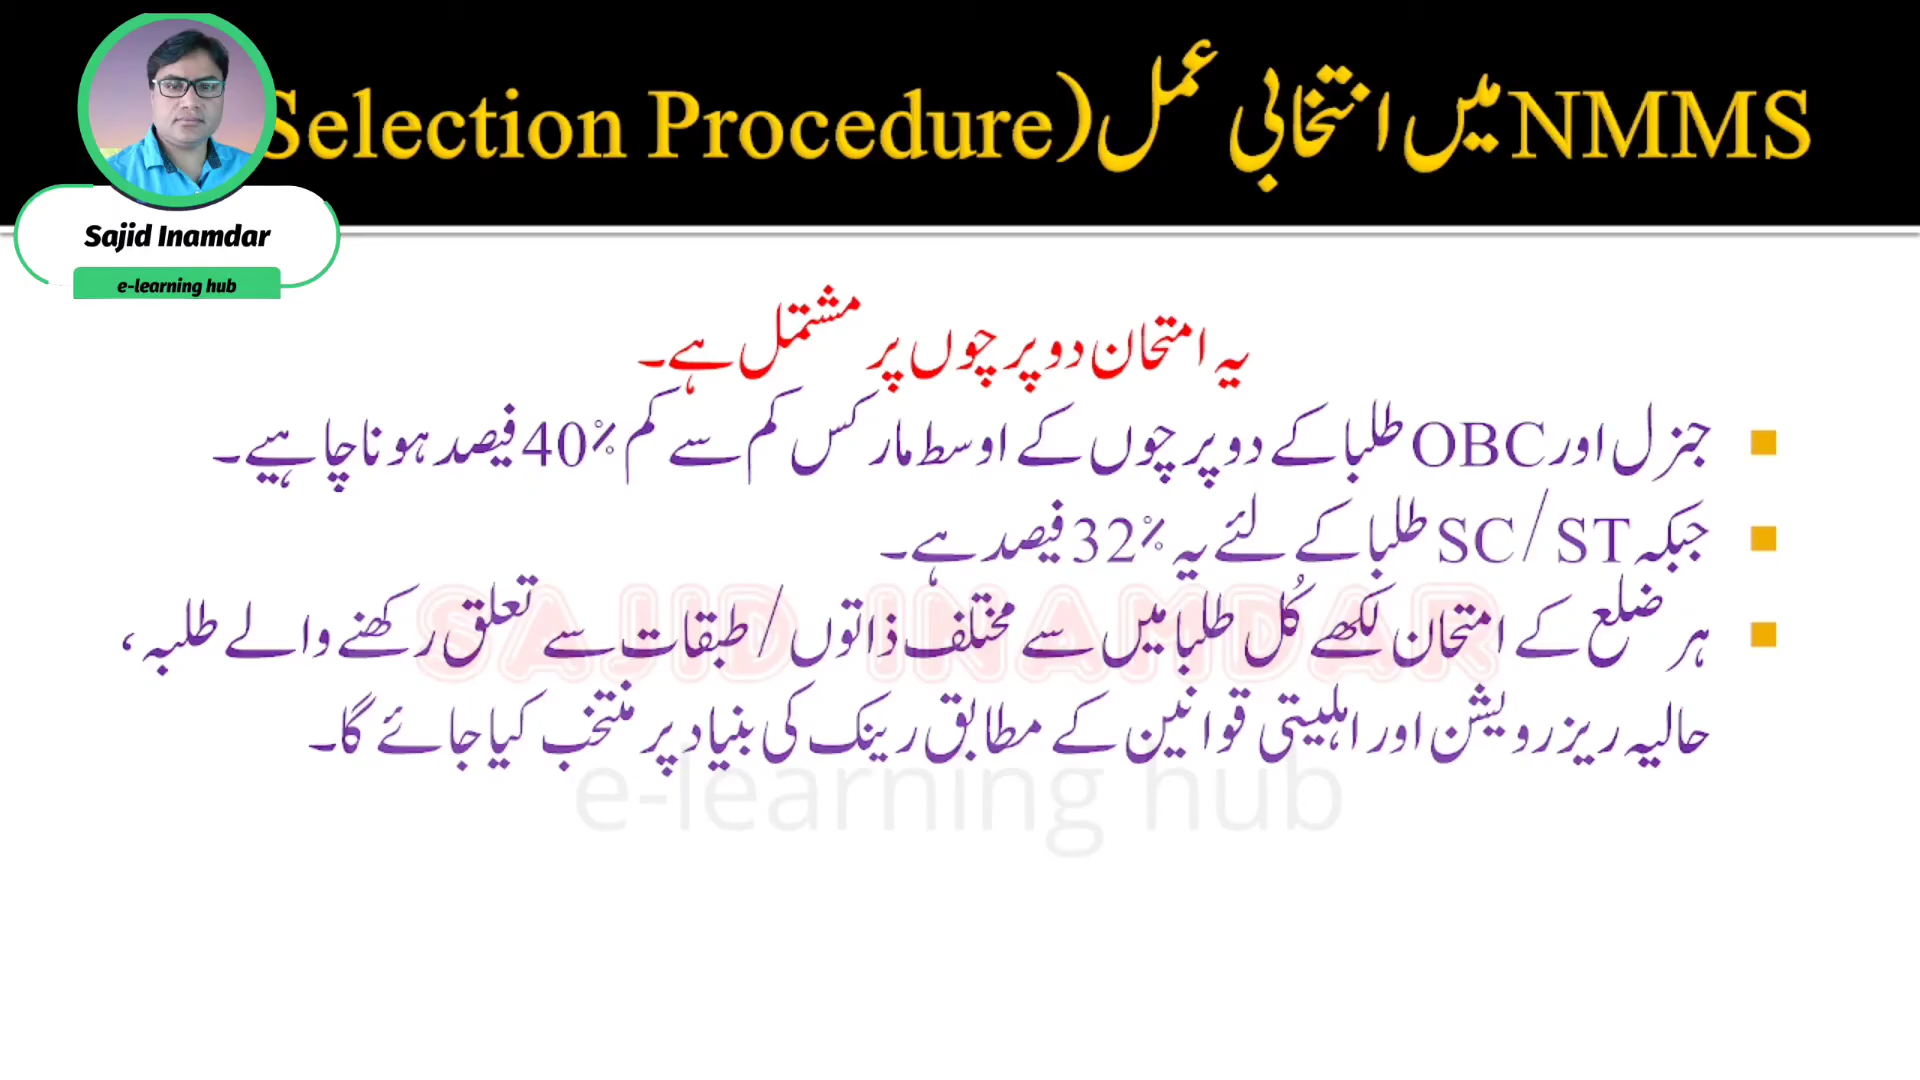 NMMS میں انتخابی عمل (Selection Procedure
Sajid Inamdar
e-learning hub
یہ امتحان دو پرچوں پر مشتمل ہے۔
جنرل اور OBC طلبا کے دو پرچوں کے اوسط مارکس کم سے کم %40 فیصد ہونا چاہیے۔
جبکہ SC/ST طلبا کے لئے یہ %32 فیصد ہے۔
ہر ضلع کے امتحان لکھے کُل طلبا میں سے مختلف ذاتوں/طبقات سے تعلق رکھنے والے طلبہ،
حالیہ ریزرویشن اور اہلیتی قوانین کے مطابق رینک کی بنیاد پر منتخب کیا جائے گا۔
SAJID INAMDAR
e-learning hub